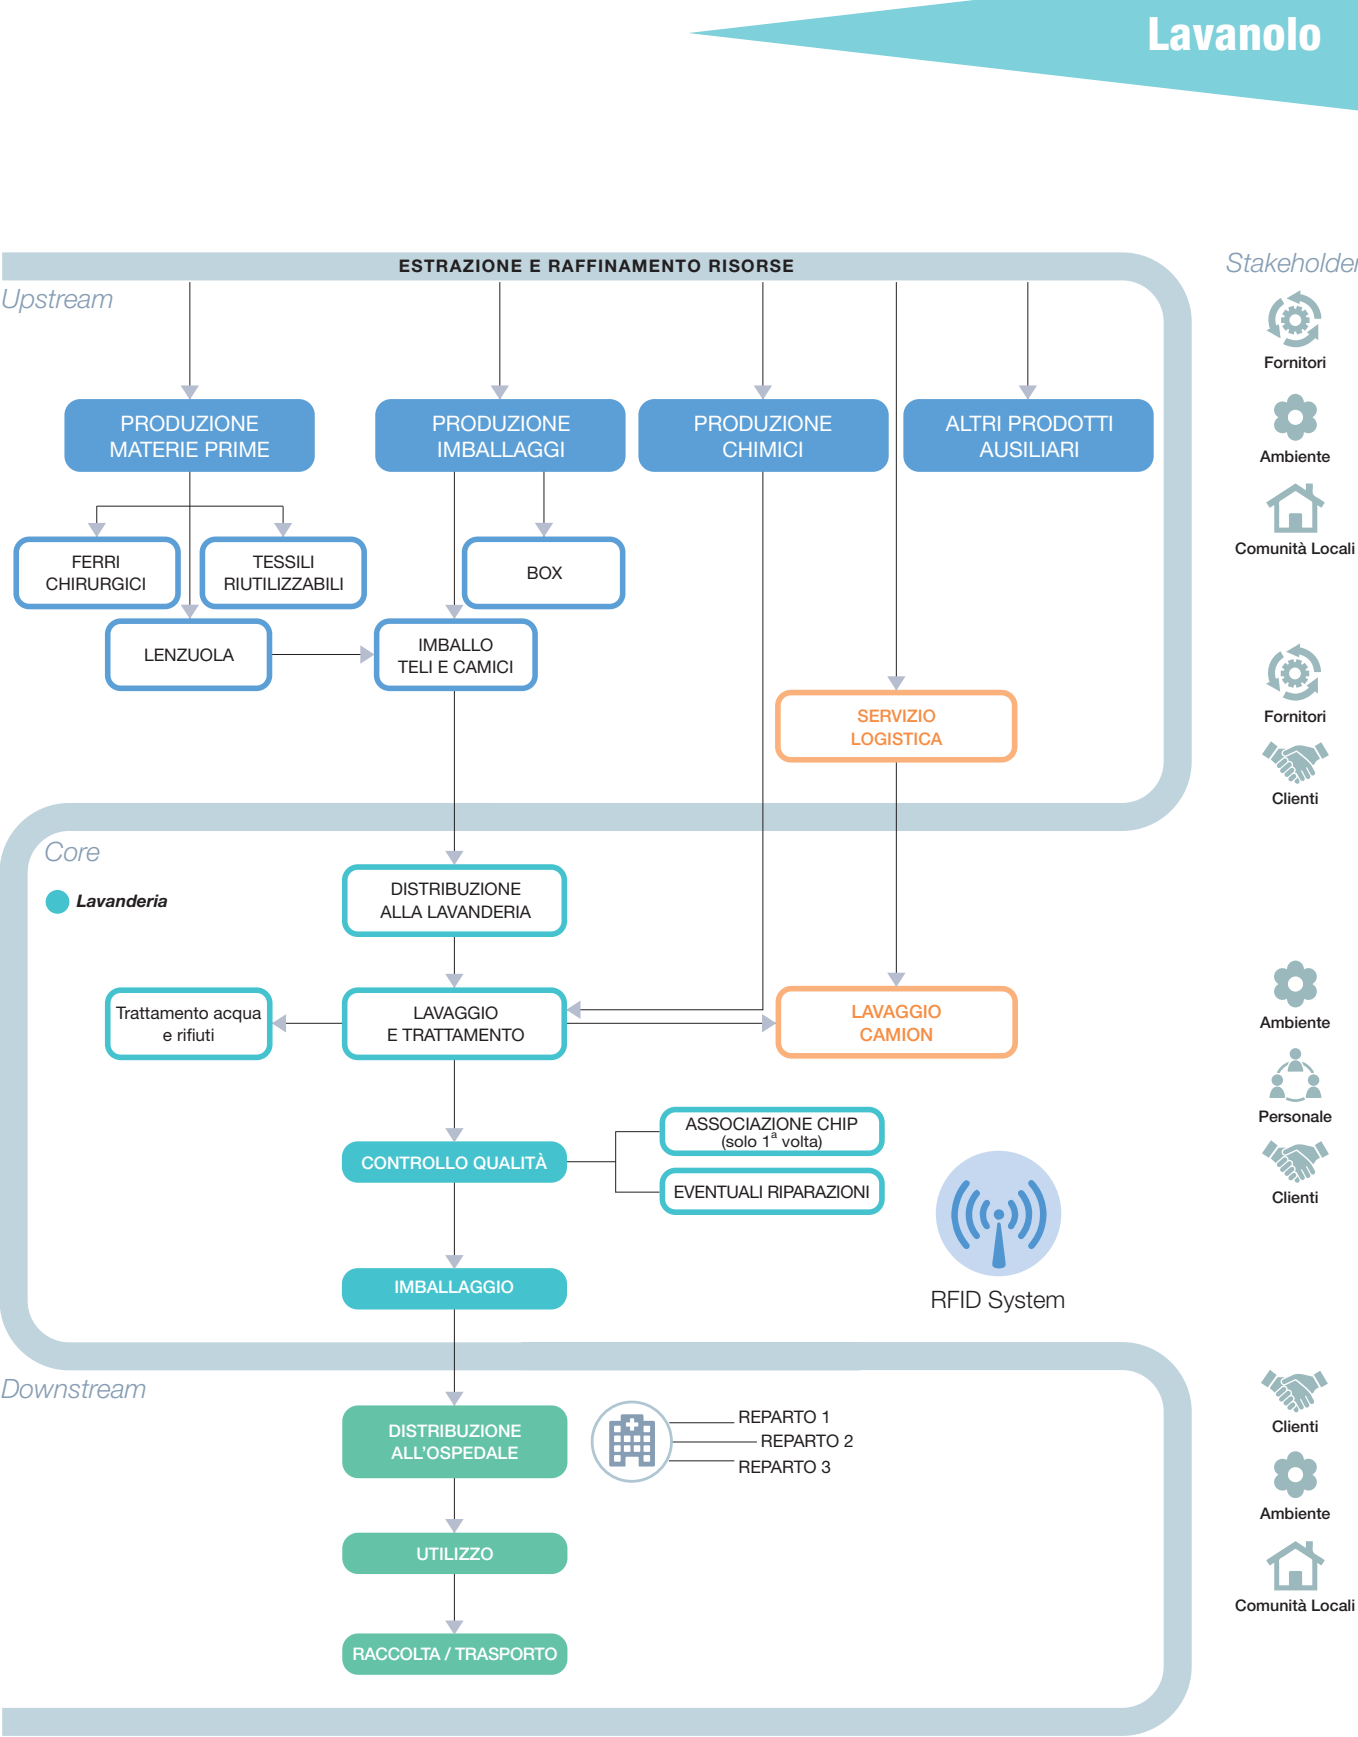 Lavanolo
ESTRAZIONE E RAFFINAMENTO RISORSE
Stakeholder
Upstream
Fornitori
Ambiente
Comunità Locali
PRODUZIONE
MATERIE PRIME
PRODUZIONE
IMBALLAGGI
PRODUZIONE
CHIMICI
ALTRI PRODOTTI
AUSILIARI
FERRI
CHIRURGICI
TESSILI
RIUTILIZZABILI
BOX
LENZUOLA
IMBALLO
TELI E CAMICI
SERVIZIO
LOGISTICA
Fornitori
Clienti
Core
Lavanderia
DISTRIBUZIONE
ALLA LAVANDERIA
Trattamento acqua
e rifiuti
LAVAGGIO
E TRATTAMENTO
LAVAGGIO
CAMION
Ambiente
Personale
Clienti
CONTROLLO QUALITÀ
ASSOCIAZIONE CHIP
(solo 1ª volta)
EVENTUALI RIPARAZIONI
IMBALLAGGIO
RFID System
Downstream
DISTRIBUZIONE
ALL'OSPEDALE
REPARTO 1
REPARTO 2
REPARTO 3
UTILIZZO
RACCOLTA / TRASPORTO
Clienti
Ambiente
Comunità Locali